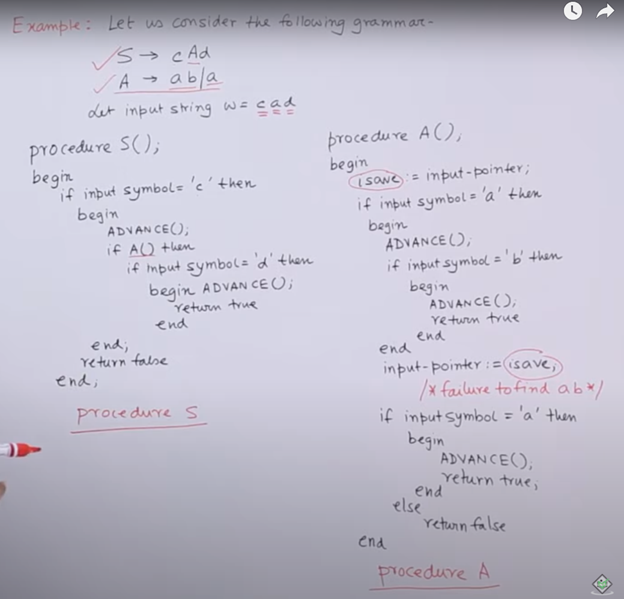 Example: Let us consider the following grammar-
S → cAd
A → ab/a
Let input string w = cad
procedure S();
begin
if input symbol = 'c' then
begin
ADVANCE();
if A() then
if input symbol = 'd' then
begin ADVANCE();
return true
end
end;
return false
end;
procedure S
procedure A();
begin
isave := input-pointer;
if input symbol = 'a' then
begin
ADVANCE();
if input symbol = 'b' then
begin
ADVANCE();
return true
end
end
input-pointer := isave;
/* failure to find ab */
if input symbol = 'a' then
begin
ADVANCE();
return true;
end
else
return false
end
procedure A